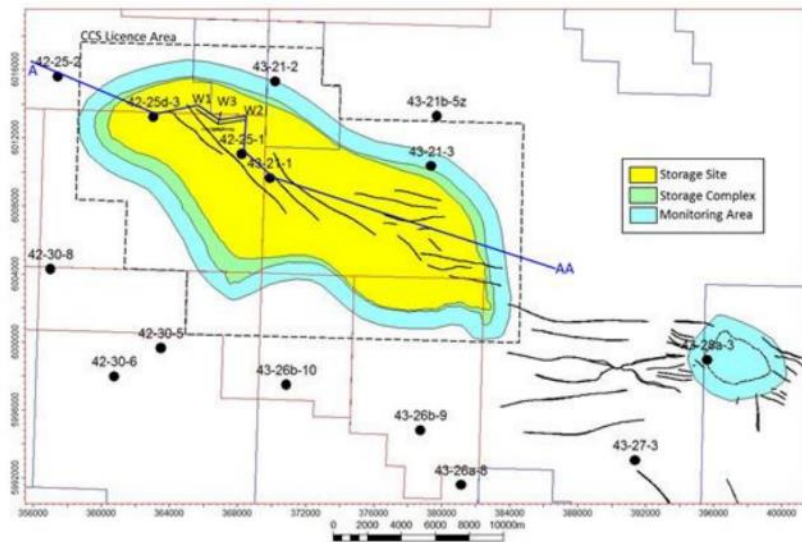 CCS Licence Area
6016000
6012000
6008000
6004000
6000000
5996000
5992000
A
42-25-2
43-21-2
42-25d-3
W1
W3
W2
43-21b-5z
42-25-1
43-21-1
43-21-3
Storage Site
Storage Complex
Monitoring Area
AA
42-30-8
42-30-5
42-30-6
43-26b-10
43-26b-9
43-26a-8
43-28a-3
43-27-3
356000 360000 364000 368000 372000 376000 380000 384000 388000 392000 396000
0 2000 4000 6000 8000 10000m